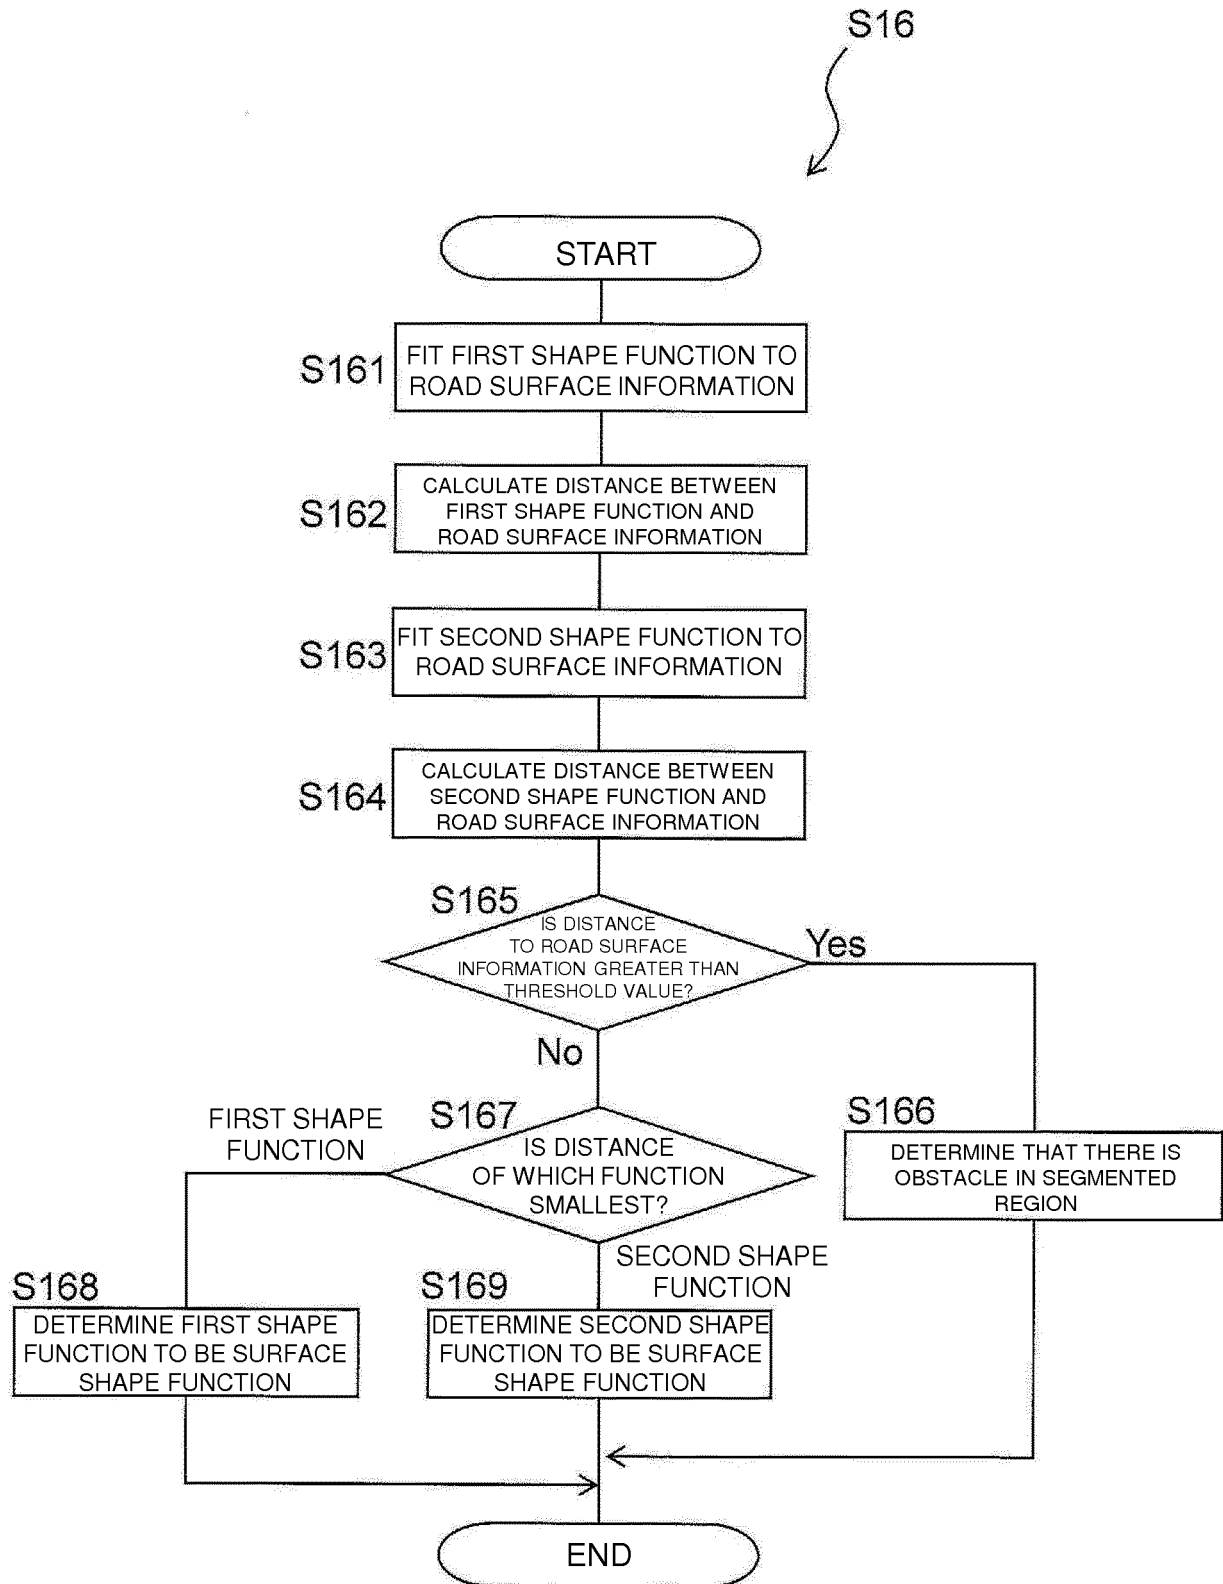 S16
START
S161
FIT FIRST SHAPE FUNCTION TO
ROAD SURFACE INFORMATION
S162
CALCULATE DISTANCE BETWEEN
FIRST SHAPE FUNCTION AND
ROAD SURFACE INFORMATION
S163
FIT SECOND SHAPE FUNCTION TO
ROAD SURFACE INFORMATION
S164
CALCULATE DISTANCE BETWEEN
SECOND SHAPE FUNCTION AND
ROAD SURFACE INFORMATION
S165
IS DISTANCE
TO ROAD SURFACE
INFORMATION GREATER THAN
THRESHOLD VALUE?
Yes
No
S166
DETERMINE THAT THERE IS
OBSTACLE IN SEGMENTED
REGION
S167
IS DISTANCE
OF WHICH FUNCTION
SMALLEST?
FIRST SHAPE
FUNCTION
SECOND SHAPE
FUNCTION
S168
DETERMINE FIRST SHAPE
FUNCTION TO BE SURFACE
SHAPE FUNCTION
S169
DETERMINE SECOND SHAPE
FUNCTION TO BE SURFACE
SHAPE FUNCTION
END